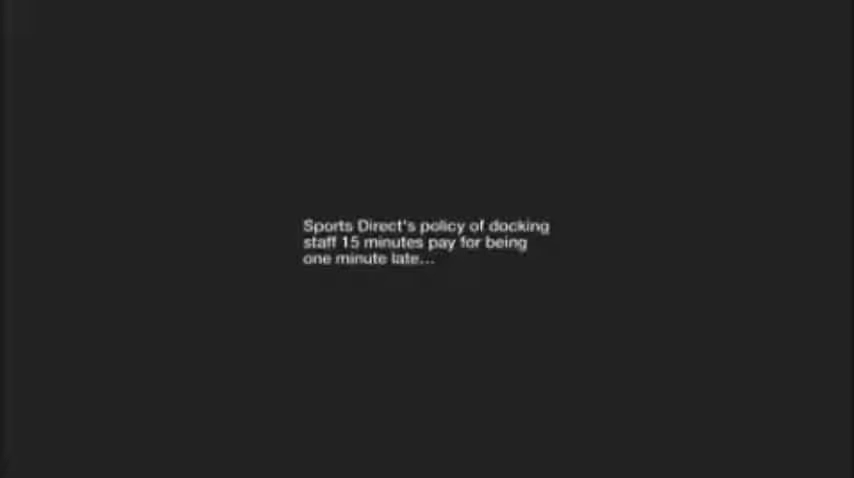 Sports Direct's policy of docking
staff 15 minutes pay for being
one minute late...